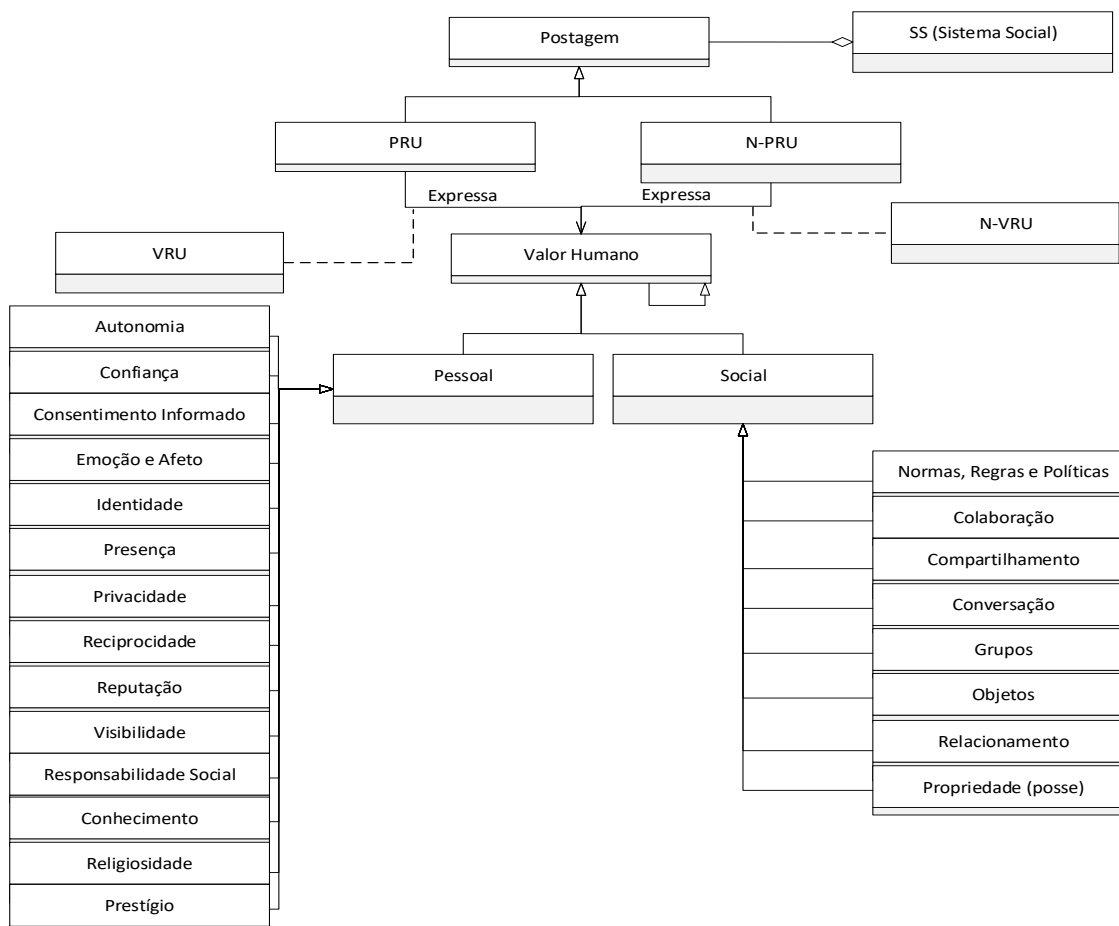 Postagem
SS (Sistema Social)
PRU
N-PRU
Expressa
Expressa
VRU
Valor Humano
N-VRU
Autonomia
Confiança
Consentimento Informado
Emoção e Afeto
Identidade
Presença
Privacidade
Reciprocidade
Reputação
Visibilidade
Responsabilidade Social
Conhecimento
Religiosidade
Prestígio
Pessoal
Social
Normas, Regras e Políticas
Colaboração
Compartilhamento
Conversação
Grupos
Objetos
Relacionamento
Propriedade (posse)